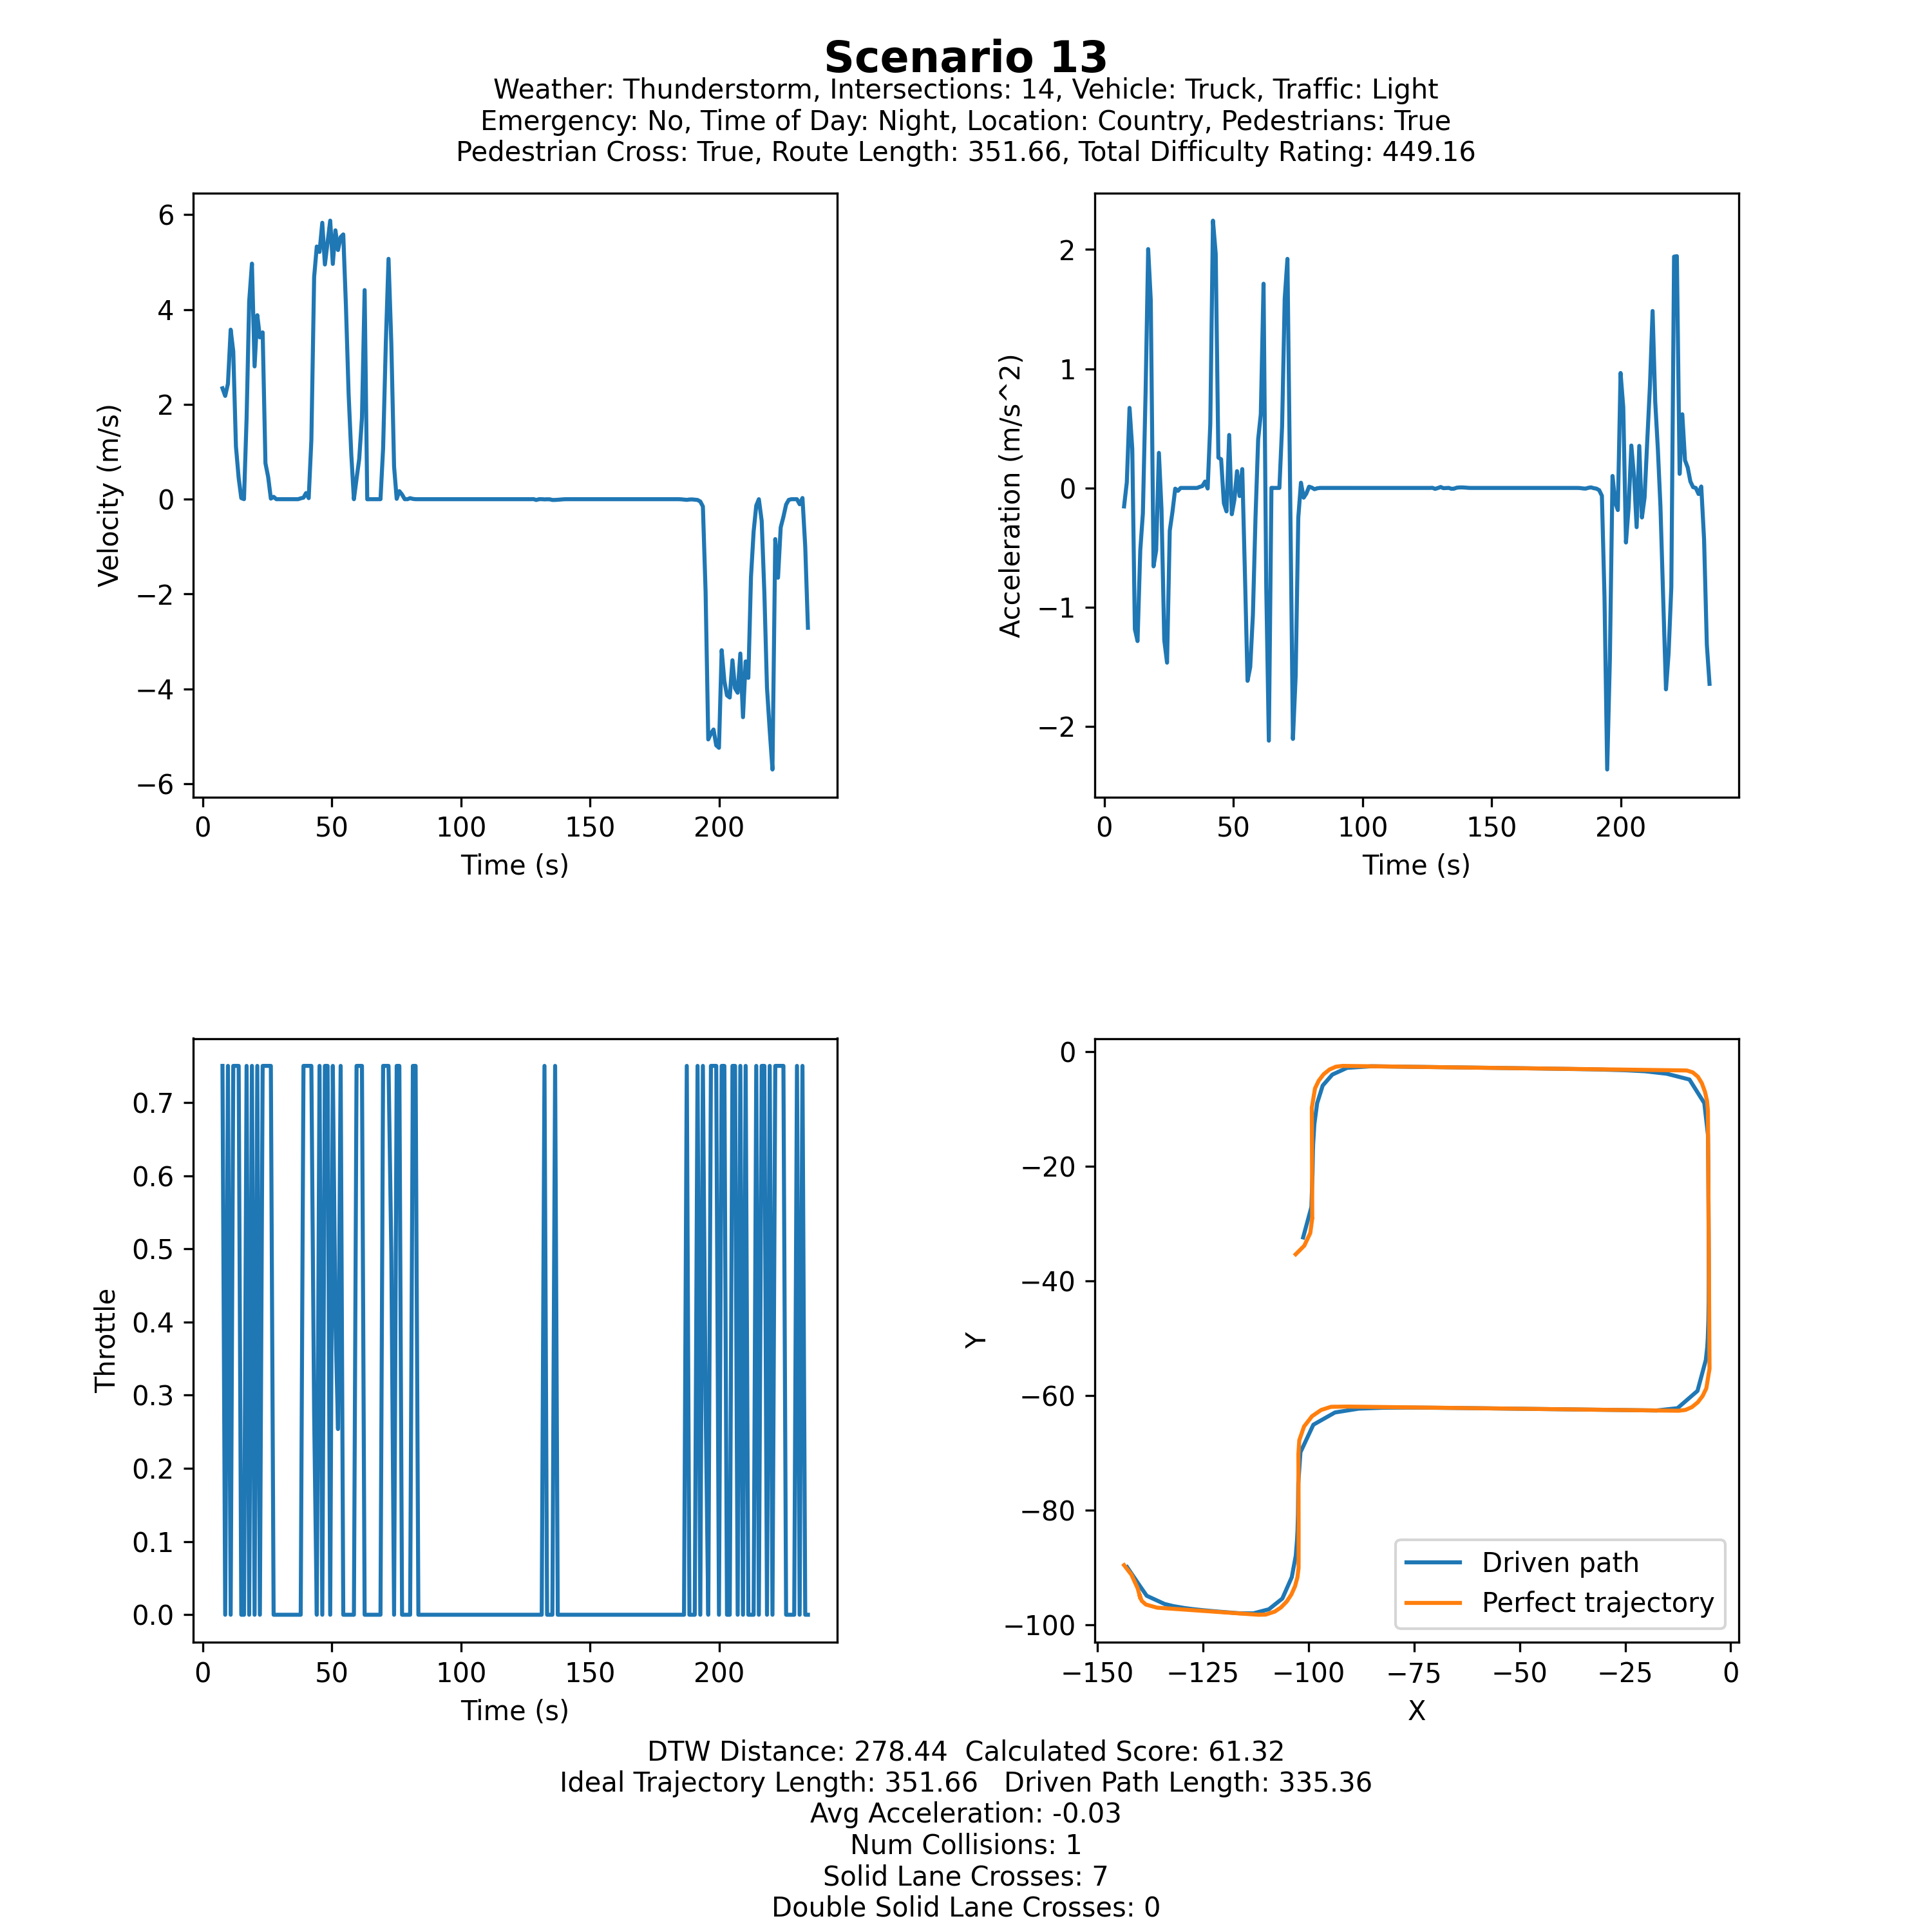 Scenario 13
Weather: Thunderstorm, Intersections: 14, Vehicle: Truck, Traffic: Light
Emergency: No, Time of Day: Night, Location: Country, Pedestrians: True
Pedestrian Cross: True, Route Length: 351.66, Total Difficulty Rating: 449.16
6
4
2
0
−2
−4
−6
Velocity (m/s)
0 50 100 150 200
Time (s)
2
1
0
−1
−2
Acceleration (m/s^2)
0 50 100 150 200
Time (s)
0.7
0.6
0.5
0.4
0.3
0.2
0.1
0.0
Throttle
0 50 100 150 200
Time (s)
0
−20
−40
−60
−80
−100
Y
Driven path
Perfect trajectory
−150 −125 −100 −75 −50 −25 0
X
DTW Distance: 278.44 Calculated Score: 61.32
Ideal Trajectory Length: 351.66 Driven Path Length: 335.36
Avg Acceleration: -0.03
Num Collisions: 1
Solid Lane Crosses: 7
Double Solid Lane Crosses: 0